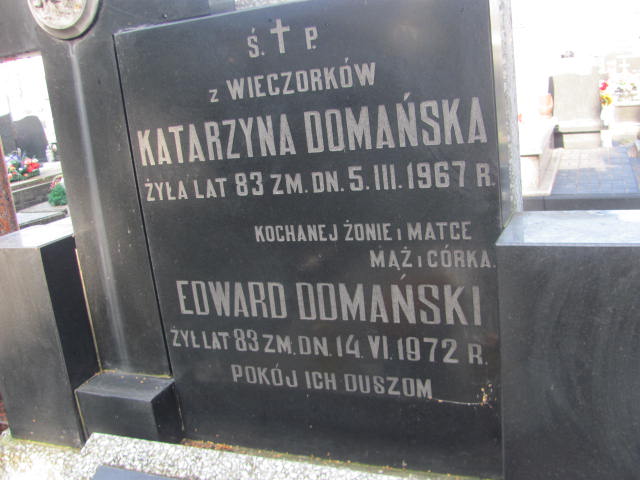 Ś. † P.
z WIECZORKÓW
KATARZYNA DOMAŃSKA
ŻYŁA LAT 83 ZM. DN. 5. III. 1967 R.
KOCHANEJ ŻONIE i MATCE
MĄŻ i CÓRKA.
EDWARD DOMAŃSKI
ŻYŁ LAT 83 ZM. DN. 14. VI. 1972 R.
POKÓJ ICH DUSZOM